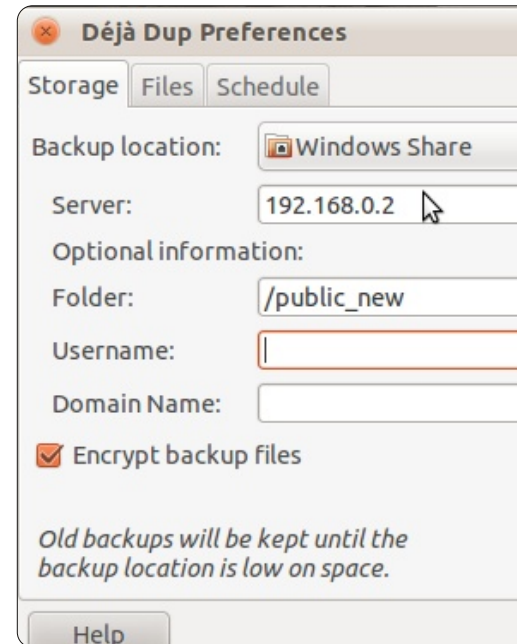 Déjà Dup Preferences
Storage Files Schedule
Backup location: Windows Share
Server: 192.168.0.2
Optional information:
Folder: /public_new
Username:
Domain Name:
Encrypt backup files
Old backups will be kept until the
backup location is low on space.
Help